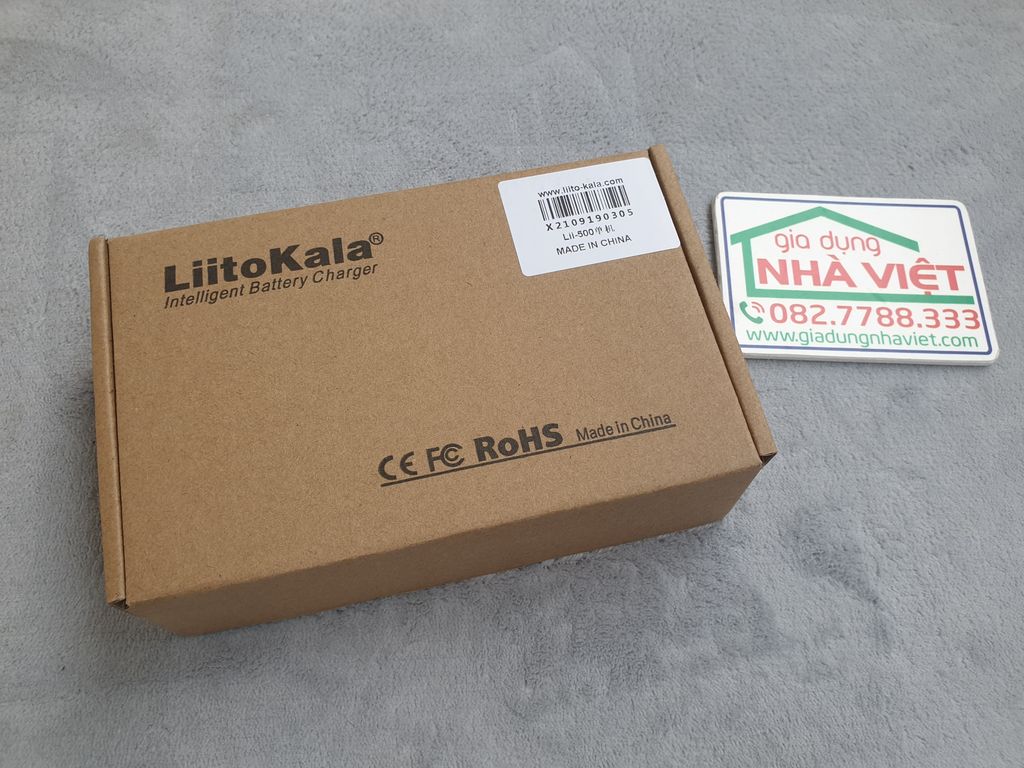 www.liito-kala.com
X2109190305
Lii-500单机
MADE IN CHINA
LiitoKala®
Intelligent Battery Charger
CE FC RoHS Made in China
gia dụng
NHÀ VIỆT
082.7788.333
www.giadungnhaviet.com